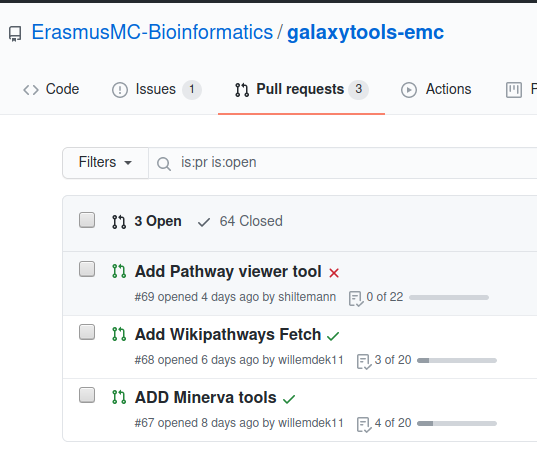 ErasmusMC-Bioinformatics / galaxytools-emc
Code Issues 1 Pull requests 3 Actions P
Filters is:pr is:open
3 Open 64 Closed
Add Pathway viewer tool
#69 opened 4 days ago by shiltemann 0 of 22
Add Wikipathways Fetch
#68 opened 6 days ago by willemdek11 3 of 20
ADD Minerva tools
#67 opened 8 days ago by willemdek11 4 of 20